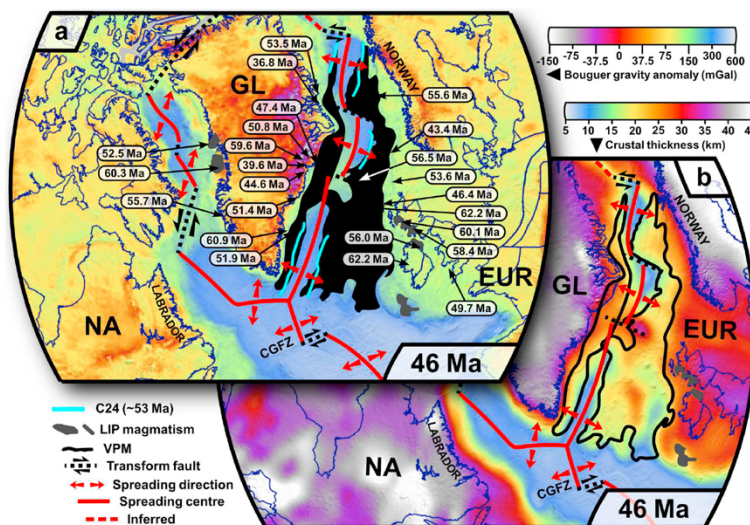 a
GL
NORWAY
53.5 Ma
36.8 Ma
47.4 Ma
50.8 Ma
59.6 Ma
39.6 Ma
44.6 Ma
51.4 Ma
52.5 Ma
60.3 Ma
55.7 Ma
60.9 Ma
51.9 Ma
55.6 Ma
43.4 Ma
56.5 Ma
53.6 Ma
46.4 Ma
62.2 Ma
60.1 Ma
58.4 Ma
56.0 Ma
62.2 Ma
49.7 Ma
EUR
NA
LABRADOR
CGFZ
46 Ma
-150 -75 -37.5 0 37.5 75 150 300 600
Bouguer gravity anomaly (mGal)
5 10 15 20 25 30 35 40
Crustal thickness (km)
b
NORWAY
GL
EUR
NA
LABRADOR
CGFZ
46 Ma
C24 (~53 Ma)
LIP magmatism
VPM
Transform fault
Spreading direction
Spreading centre
Inferred